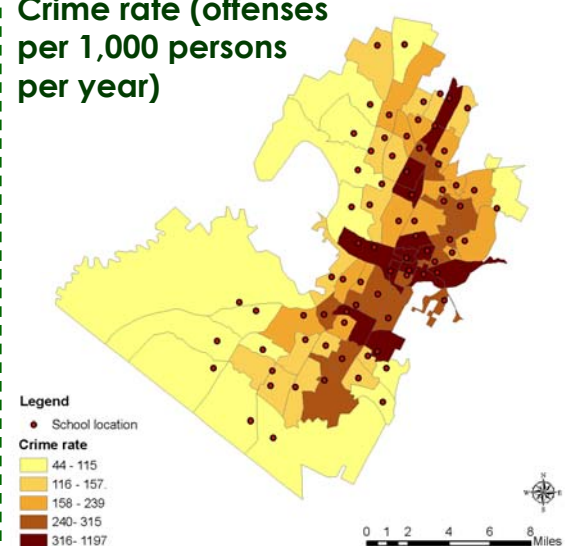 Crime rate (offenses
per 1,000 persons
per year)
Legend
School location
Crime rate
44 - 115
116 - 157.
158 - 239
240- 315
316- 1197
N
W E
S
0 1 2 4 6 8
Miles